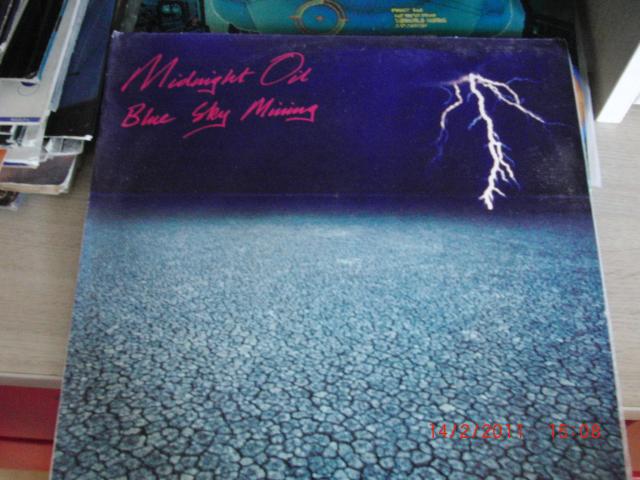 Midnight Oil
Blue Sky Mining
14/2/2011 15:08